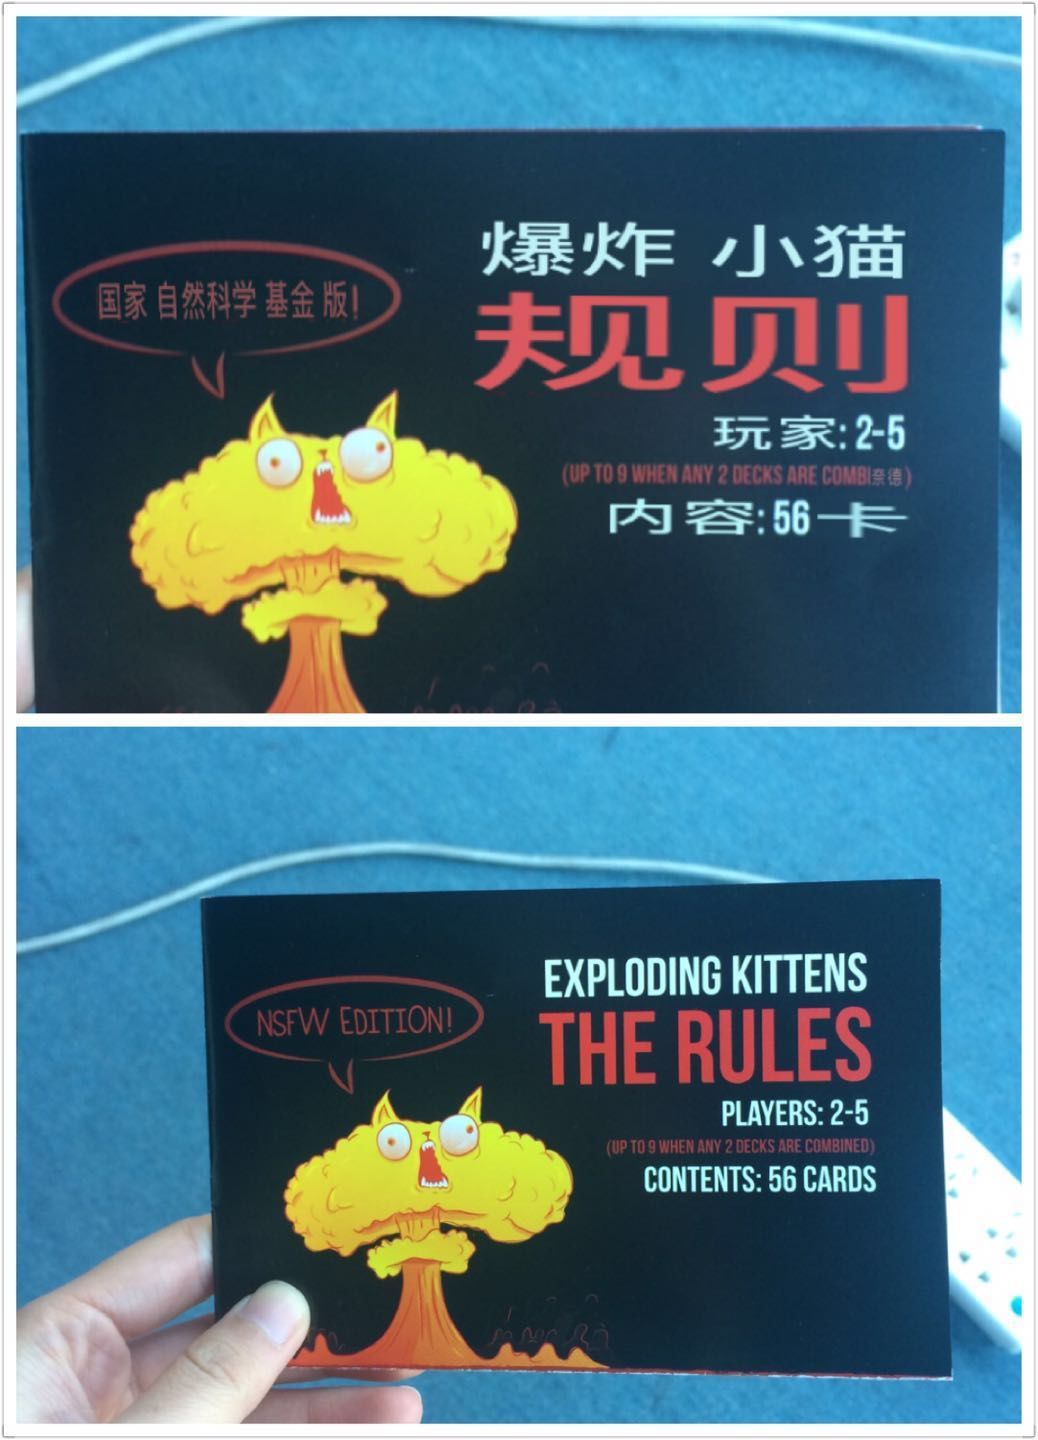 国家 自然科学 基金 版!
爆炸 小猫
规则
玩家: 2-5
(UP TO 9 WHEN ANY 2 DECKS ARE COMBI奈德)
内容: 56 卡
NSFW EDITION!
EXPLODING KITTENS
THE RULES
PLAYERS: 2-5
(UP TO 9 WHEN ANY 2 DECKS ARE COMBINED)
CONTENTS: 56 CARDS